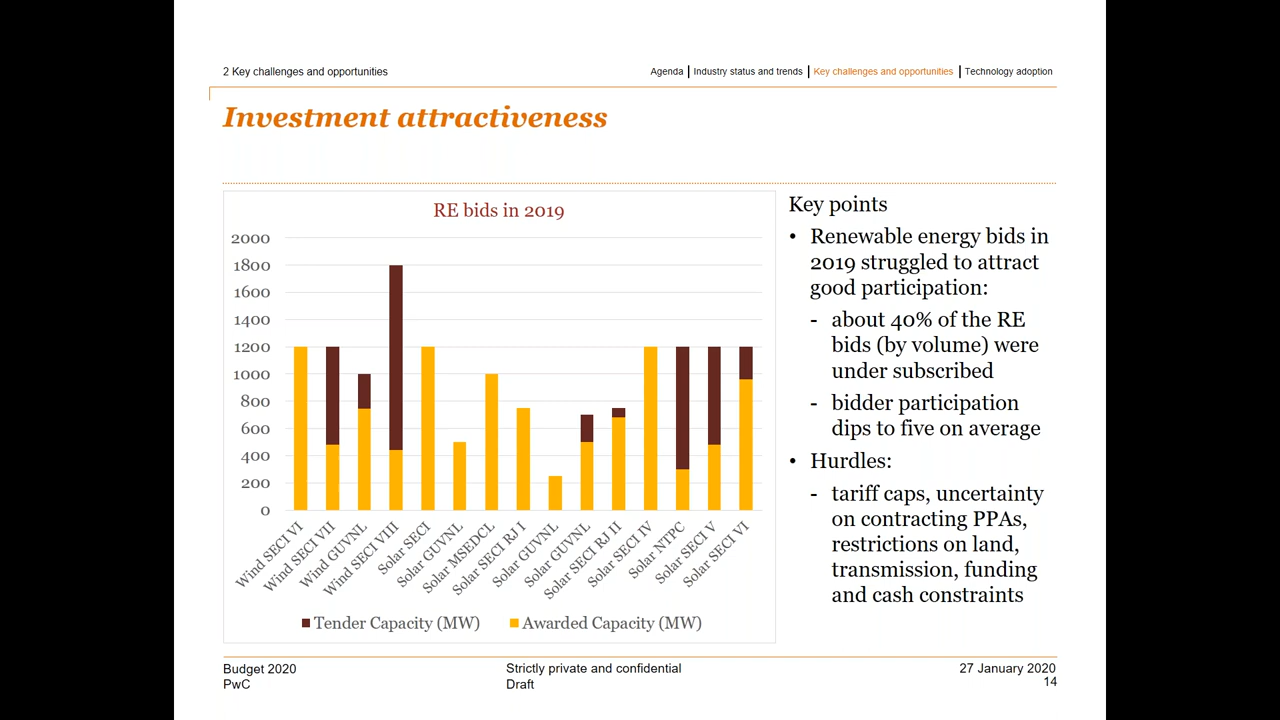 2 Key challenges and opportunities
Agenda | Industry status and trends | Key challenges and opportunities | Technology adoption
Investment attractiveness
RE bids in 2019
2000
1800
1600
1400
1200
1000
800
600
400
200
0
Wind SECI VI
Wind SECI VII
Wind GUVNL
Wind SECI VIII
Solar SECI
Solar GUVNL
Solar MSEDCL
Solar SECI RJ I
Solar GUVNL
Solar GUVNL
Solar SECI RJ II
Solar SECI IV
Solar NTPC
Solar SECI V
Solar SECI VI
Tender Capacity (MW)
Awarded Capacity (MW)
Key points
• Renewable energy bids in
2019 struggled to attract
good participation:
- about 40% of the RE
bids (by volume) were
under subscribed
- bidder participation
dips to five on average
• Hurdles:
- tariff caps, uncertainty
on contracting PPAs,
restrictions on land,
transmission, funding
and cash constraints
Budget 2020
PwC
Strictly private and confidential
Draft
27 January 2020
14